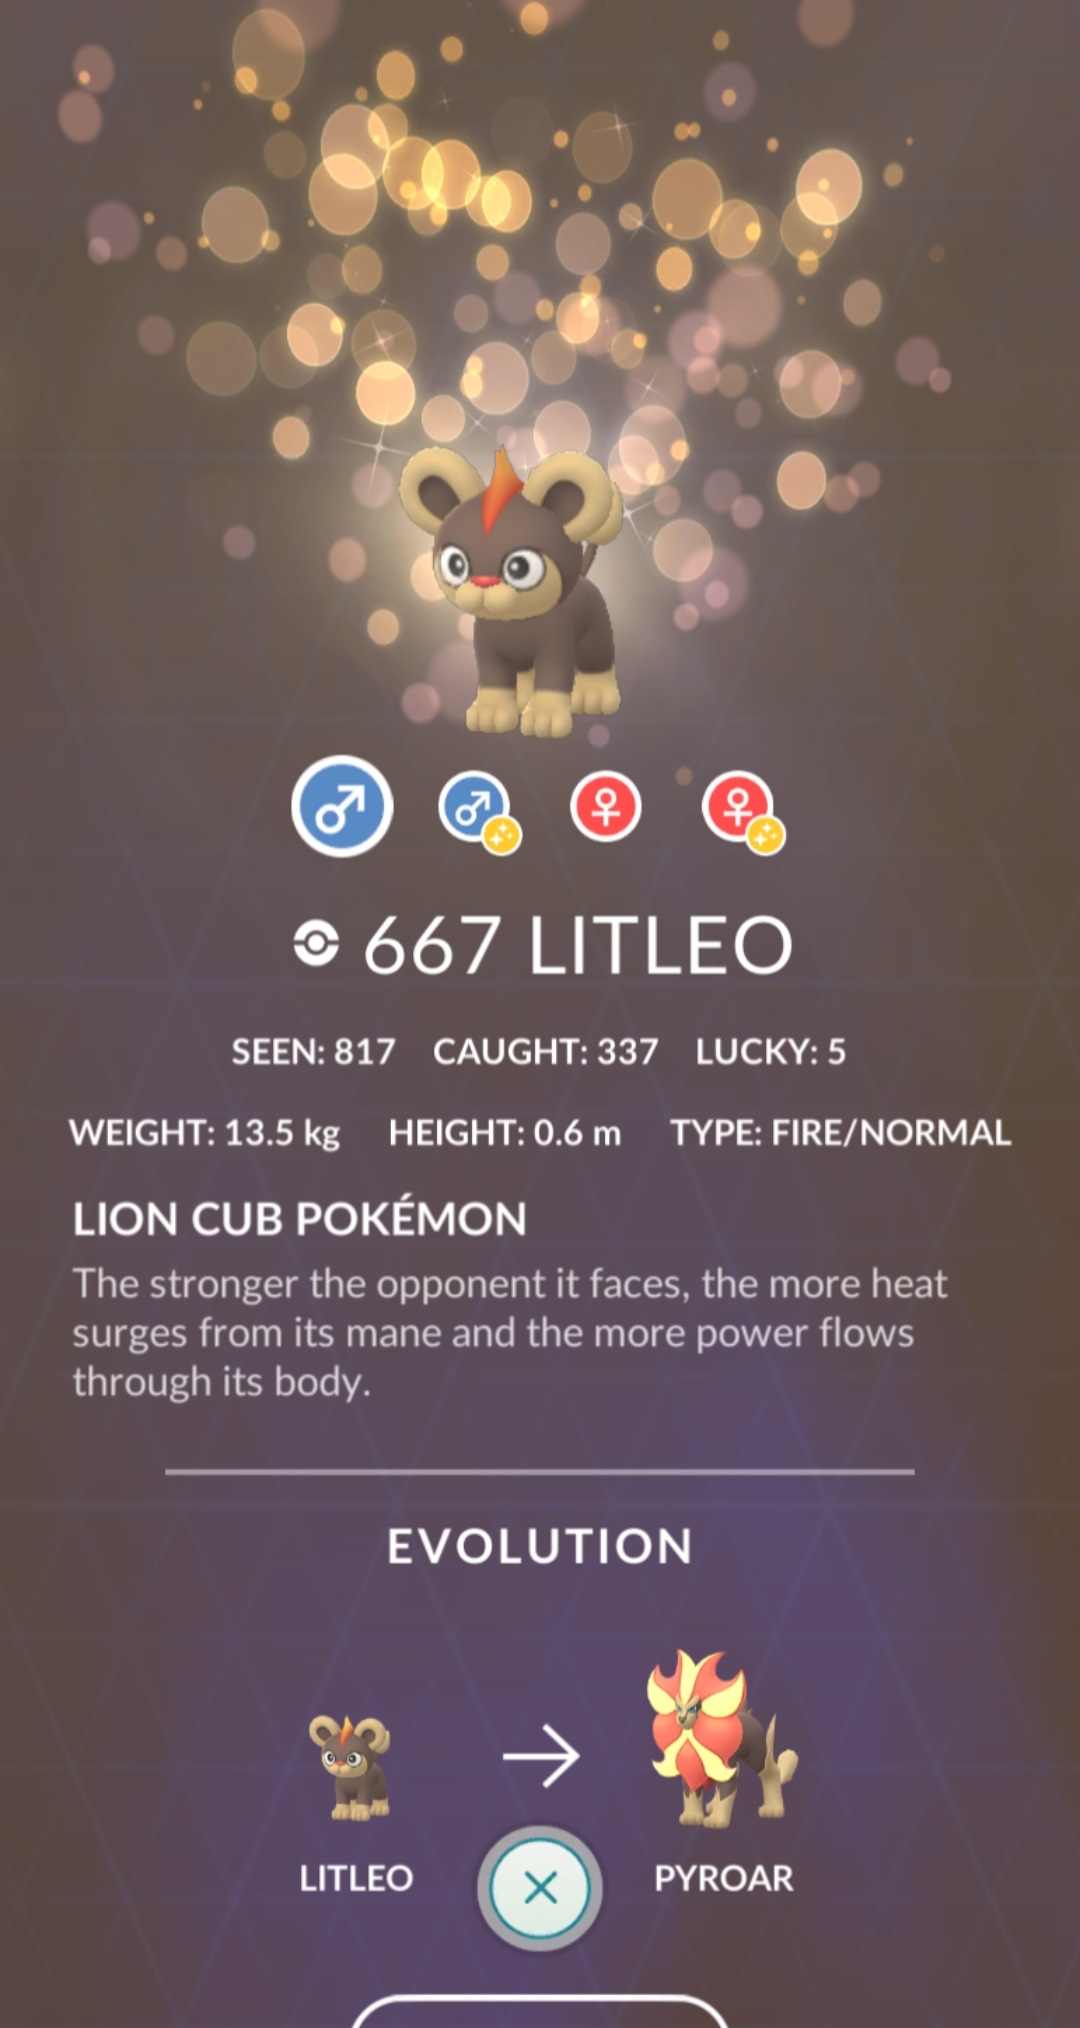 667 LITLEO
SEEN: 817 CAUGHT: 337 LUCKY: 5
WEIGHT: 13.5 kg HEIGHT: 0.6 m TYPE: FIRE/NORMAL
LION CUB POKÉMON
The stronger the opponent it faces, the more heat
surges from its mane and the more power flows
through its body.
EVOLUTION
LITLEO PYROAR